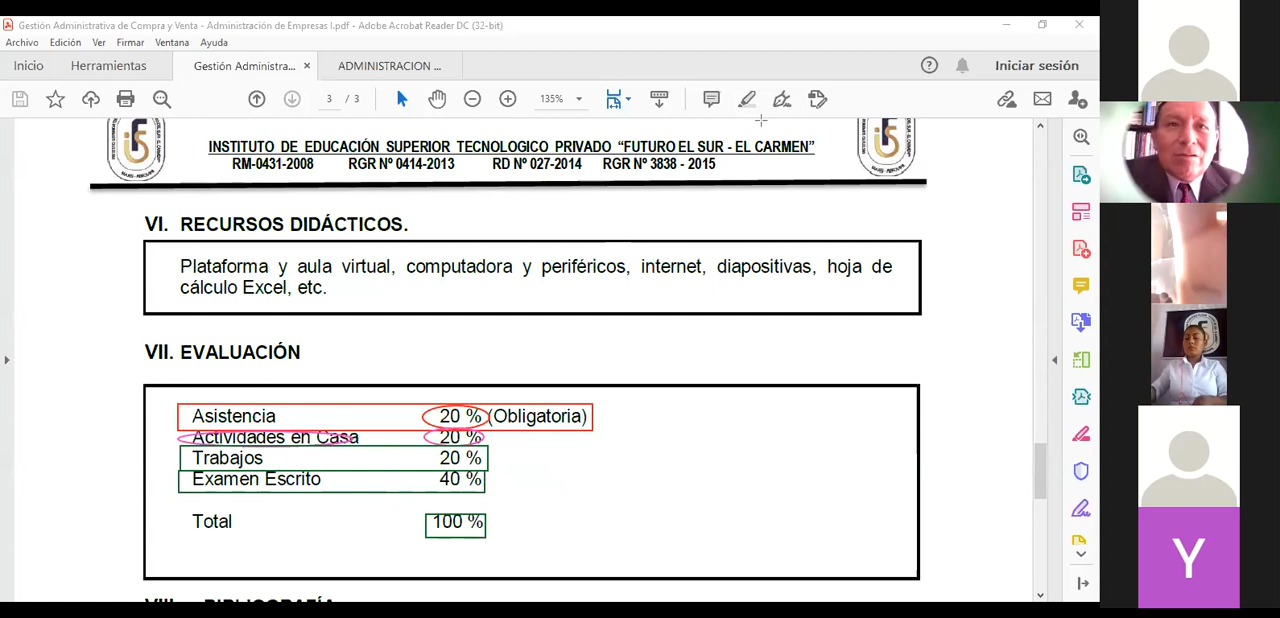 Gestión Administrativa de Compra y Venta - Administración de Empresas I.pdf - Adobe Acrobat Reader DC (32-bit)
Archivo Edición Ver Firmar Ventana Ayuda
Inicio Herramientas Gestión Administra... × ADMINISTRACION ... Iniciar sesión
3 / 3 135%
INSTITUTO DE EDUCACIÓN SUPERIOR TECNOLOGICO PRIVADO “FUTURO EL SUR - EL CARMEN”
RM-0431-2008 RGR Nº 0414-2013 RD Nº 027-2014 RGR Nº 3838 - 2015
VI. RECURSOS DIDÁCTICOS.
Plataforma y aula virtual, computadora y periféricos, internet, diapositivas, hoja de
cálculo Excel, etc.
VII. EVALUACIÓN
Asistencia 20 % (Obligatoria)
Actividades en Casa 20 %
Trabajos 20 %
Examen Escrito 40 %
Total 100 %
VIII. BIBLIOGRAFÍA
Y